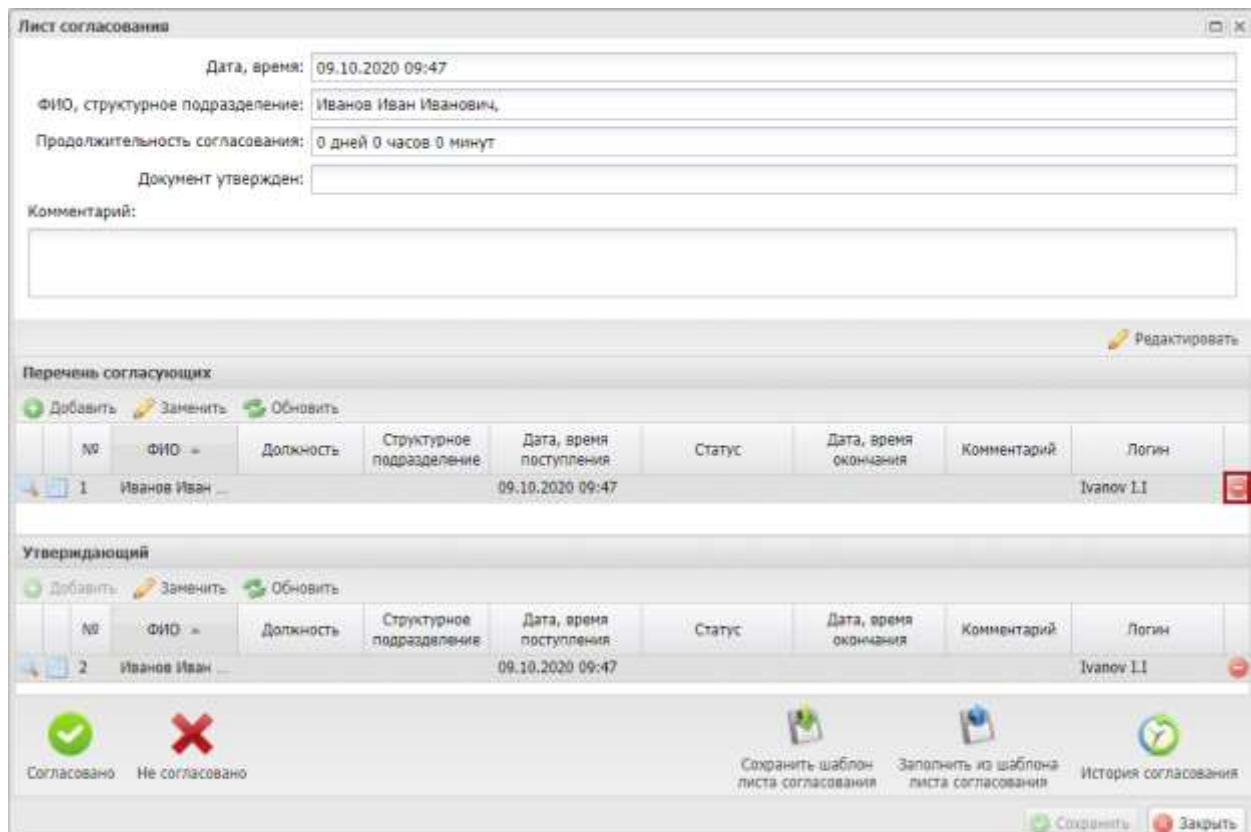 Лист согласования
Дата, время: 09.10.2020 09:47
ФИО, структурное подразделение: Иванов Иван Иванович,
Продолжительность согласования: 0 дней 0 часов 0 минут
Документ утвержден:
Комментарий:
Редактировать
Перечень согласующих
Добавить Заменить Обновить
№ ФИО Должность Структурное подразделение Дата, время поступления Статус Дата, время окончания Комментарий Логин
1 Иванов Иван ... 09.10.2020 09:47 Ivanov I.I
Утверждающий
Добавить Заменить Обновить
№ ФИО Должность Структурное подразделение Дата, время поступления Статус Дата, время окончания Комментарий Логин
2 Иванов Иван ... 09.10.2020 09:47 Ivanov I.I
Согласовано Не согласовано Сохранить шаблон листа согласования Заполнить из шаблона листа согласования История согласования
Сохранить Закрыть